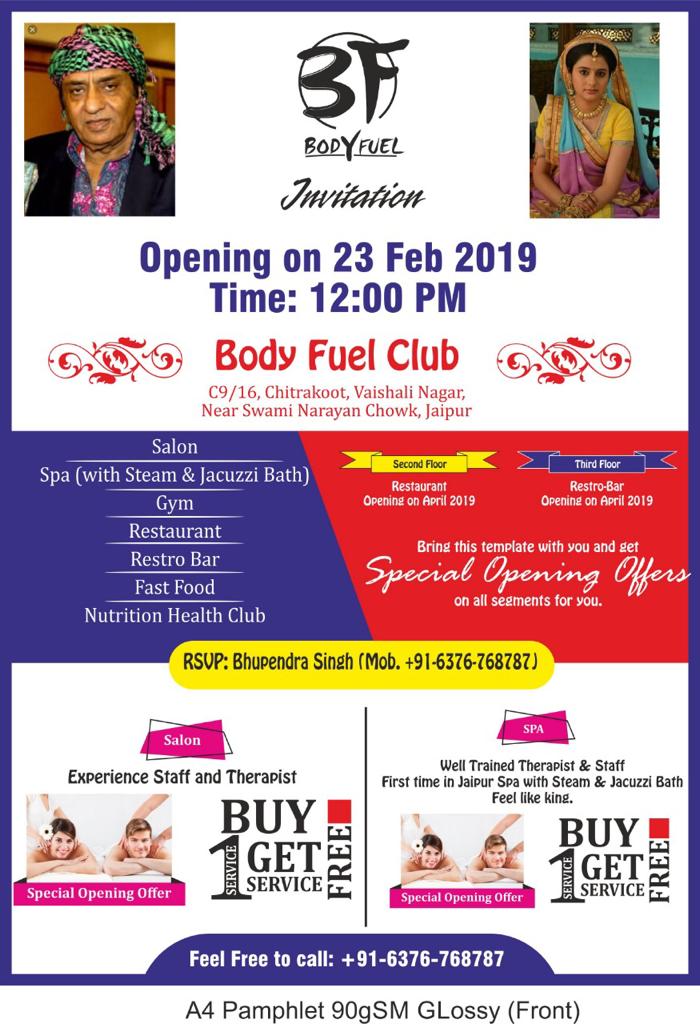 BF
BODYFUEL
Invitation
Opening on 23 Feb 2019
Time: 12:00 PM
Body Fuel Club
C9/16, Chitrakoot, Vaishali Nagar,
Near Swami Narayan Chowk, Jaipur
Salon
Spa (with Steam & Jacuzzi Bath)
Gym
Restaurant
Restro Bar
Fast Food
Nutrition Health Club
Second Floor
Restaurant
Opening on April 2019
Third Floor
Restro-Bar
Opening on April 2019
Bring this template with you and get
Special Opening Offers
on all segments for you.
RSVP: Bhupendra Singh (Mob. +91-6376-768787)
Salon
Experience Staff and Therapist
Special Opening Offer
BUY
1 SERVICE
GET
SERVICE
FREE
SPA
Well Trained Therapist & Staff
First time in Jaipur Spa with Steam & Jacuzzi Bath
Feel like king.
Special Opening Offer
BUY
1 SERVICE
GET
SERVICE
FREE
Feel Free to call: +91-6376-768787
A4 Pamphlet 90gSM GLossy (Front)